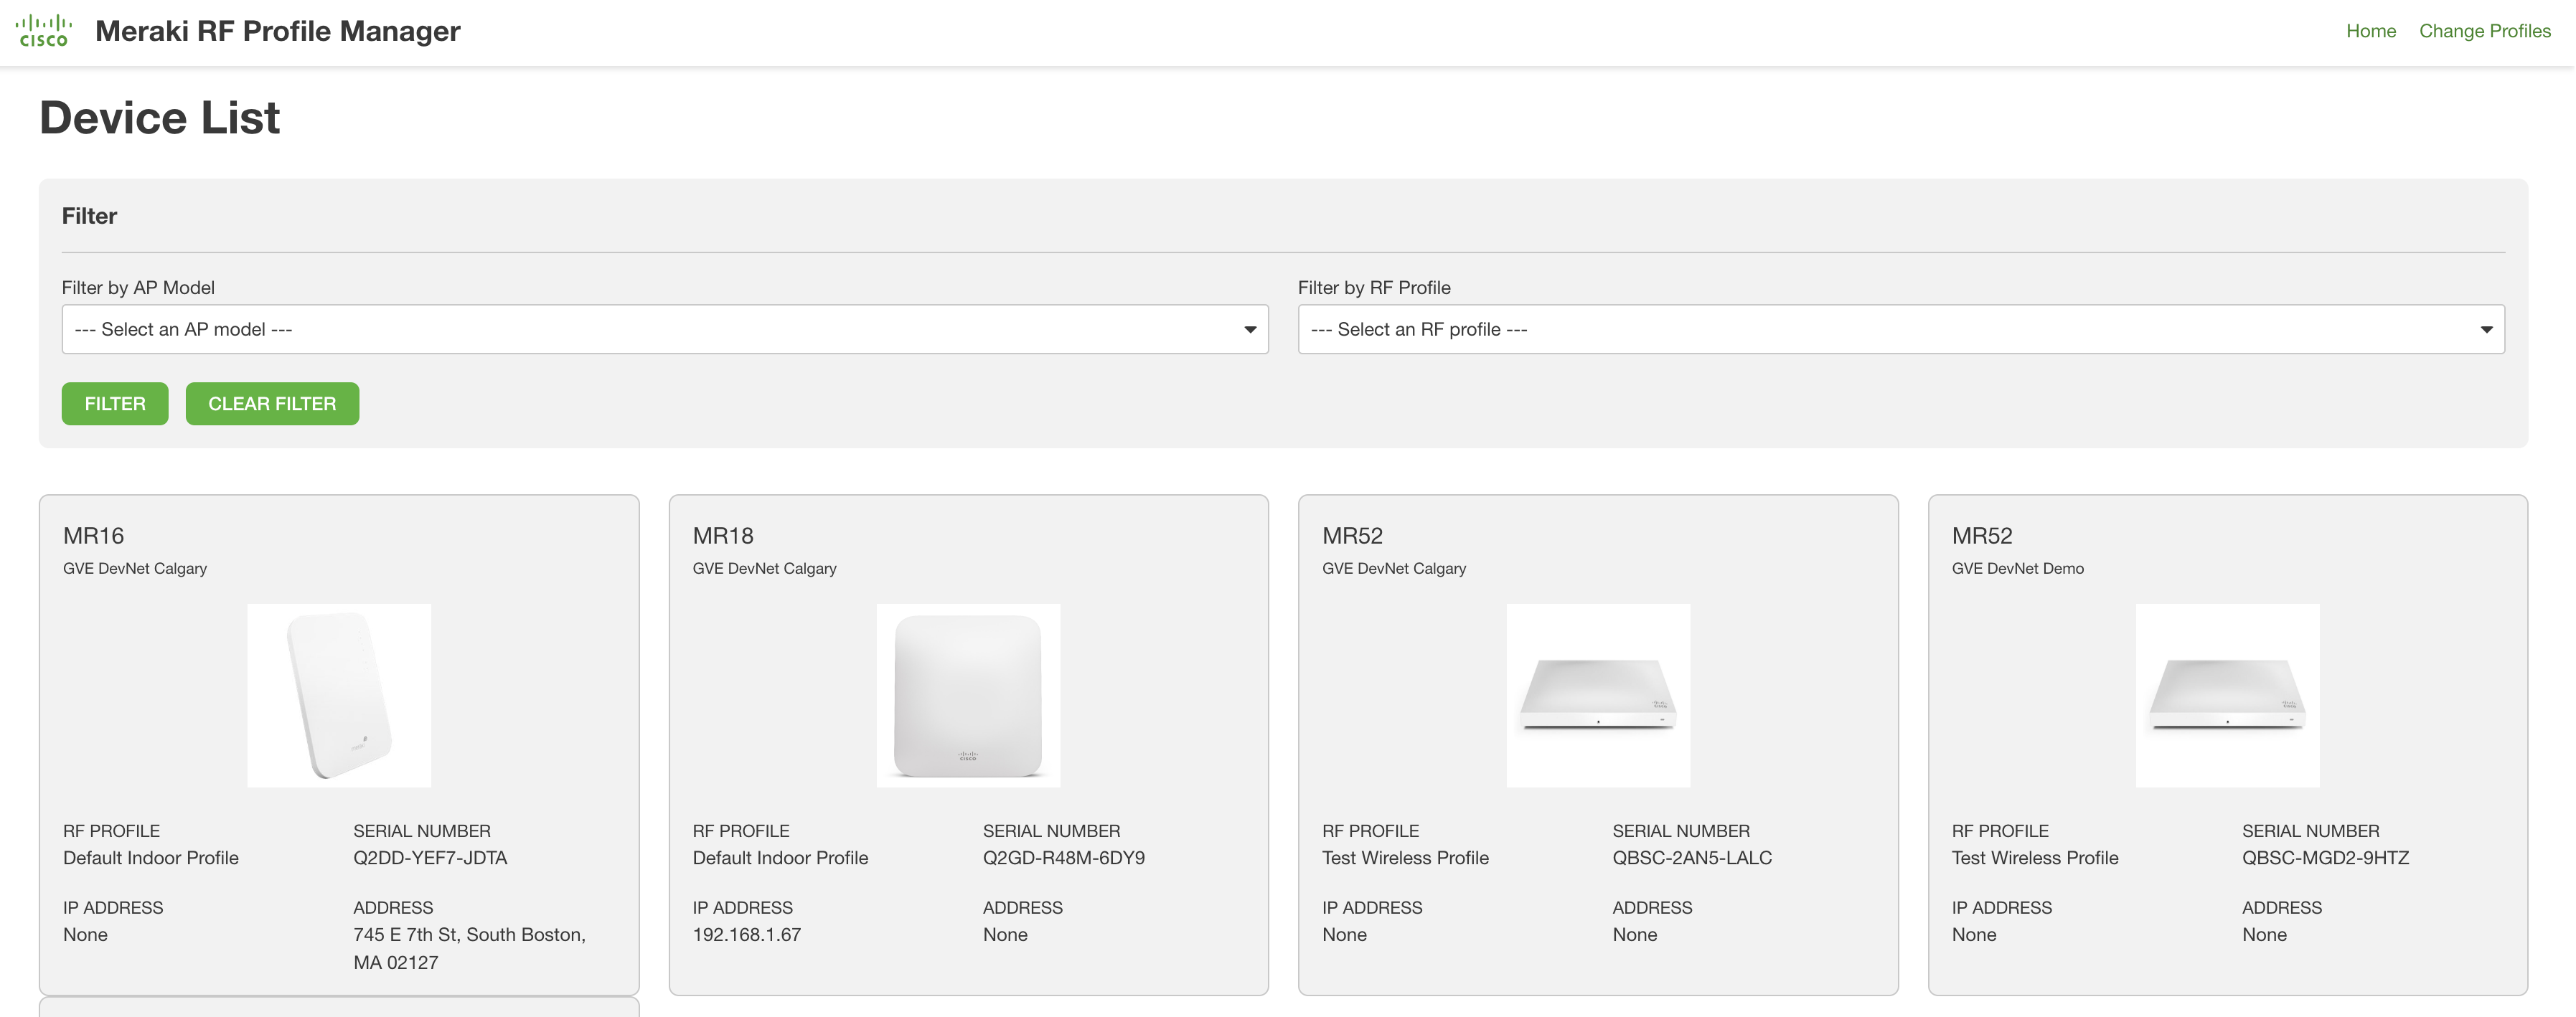 CISCO
Meraki RF Profile Manager
Home
Change Profiles
Device List
Filter
Filter by AP Model
--- Select an AP model ---
Filter by RF Profile
--- Select an RF profile ---
FILTER
CLEAR FILTER
MR16
GVE DevNet Calgary
RF PROFILE
Default Indoor Profile
SERIAL NUMBER
Q2DD-YEF7-JDTA
IP ADDRESS
None
ADDRESS
745 E 7th St, South Boston,
MA 02127
MR18
GVE DevNet Calgary
CISCO
RF PROFILE
Default Indoor Profile
SERIAL NUMBER
Q2GD-R48M-6DY9
IP ADDRESS
192.168.1.67
ADDRESS
None
MR52
GVE DevNet Calgary
RF PROFILE
Test Wireless Profile
SERIAL NUMBER
QBSC-2AN5-LALC
IP ADDRESS
None
ADDRESS
None
MR52
GVE DevNet Demo
RF PROFILE
Test Wireless Profile
SERIAL NUMBER
QBSC-MGD2-9HTZ
IP ADDRESS
None
ADDRESS
None